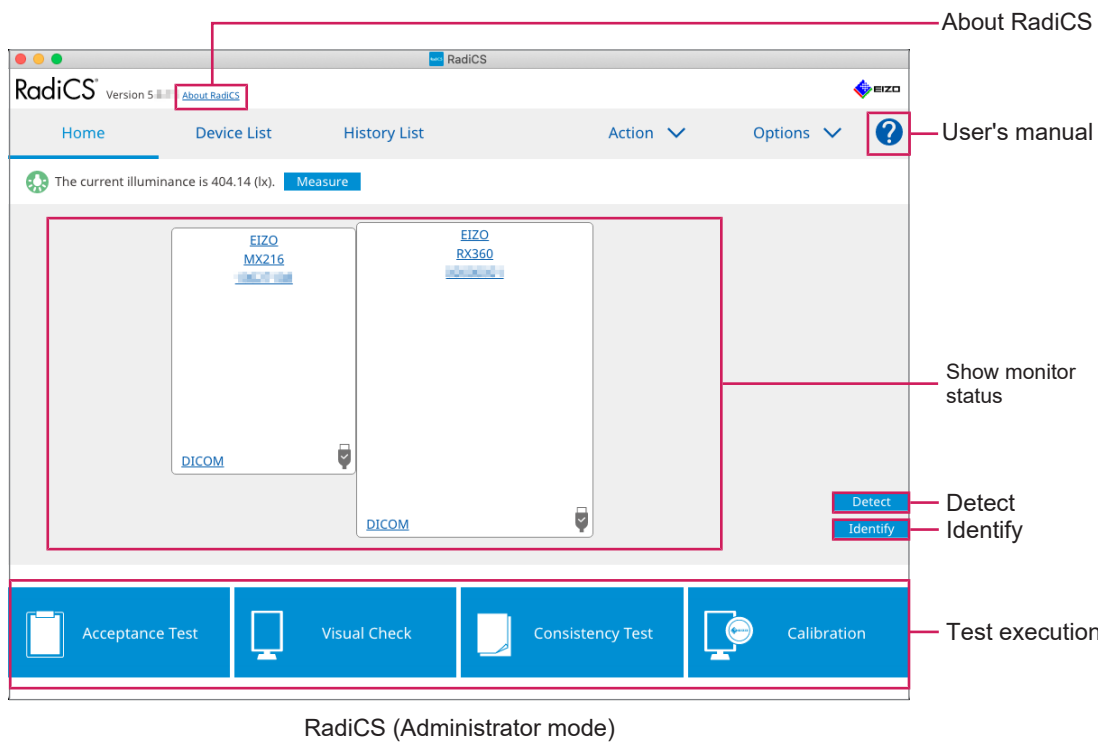 About RadiCS
RadiCS
RadiCS
RadiCS® Version 5 About RadiCS
EIZO
Home Device List History List Action Options ?
User's manual
The current illuminance is 404.14 (lx). Measure
EIZO
MX216
DICOM
EIZO
RX360
DICOM
Show monitor
status
Detect
Detect
Identify
Identify
Acceptance Test Visual Check Consistency Test Calibration
Test execution
RadiCS (Administrator mode)